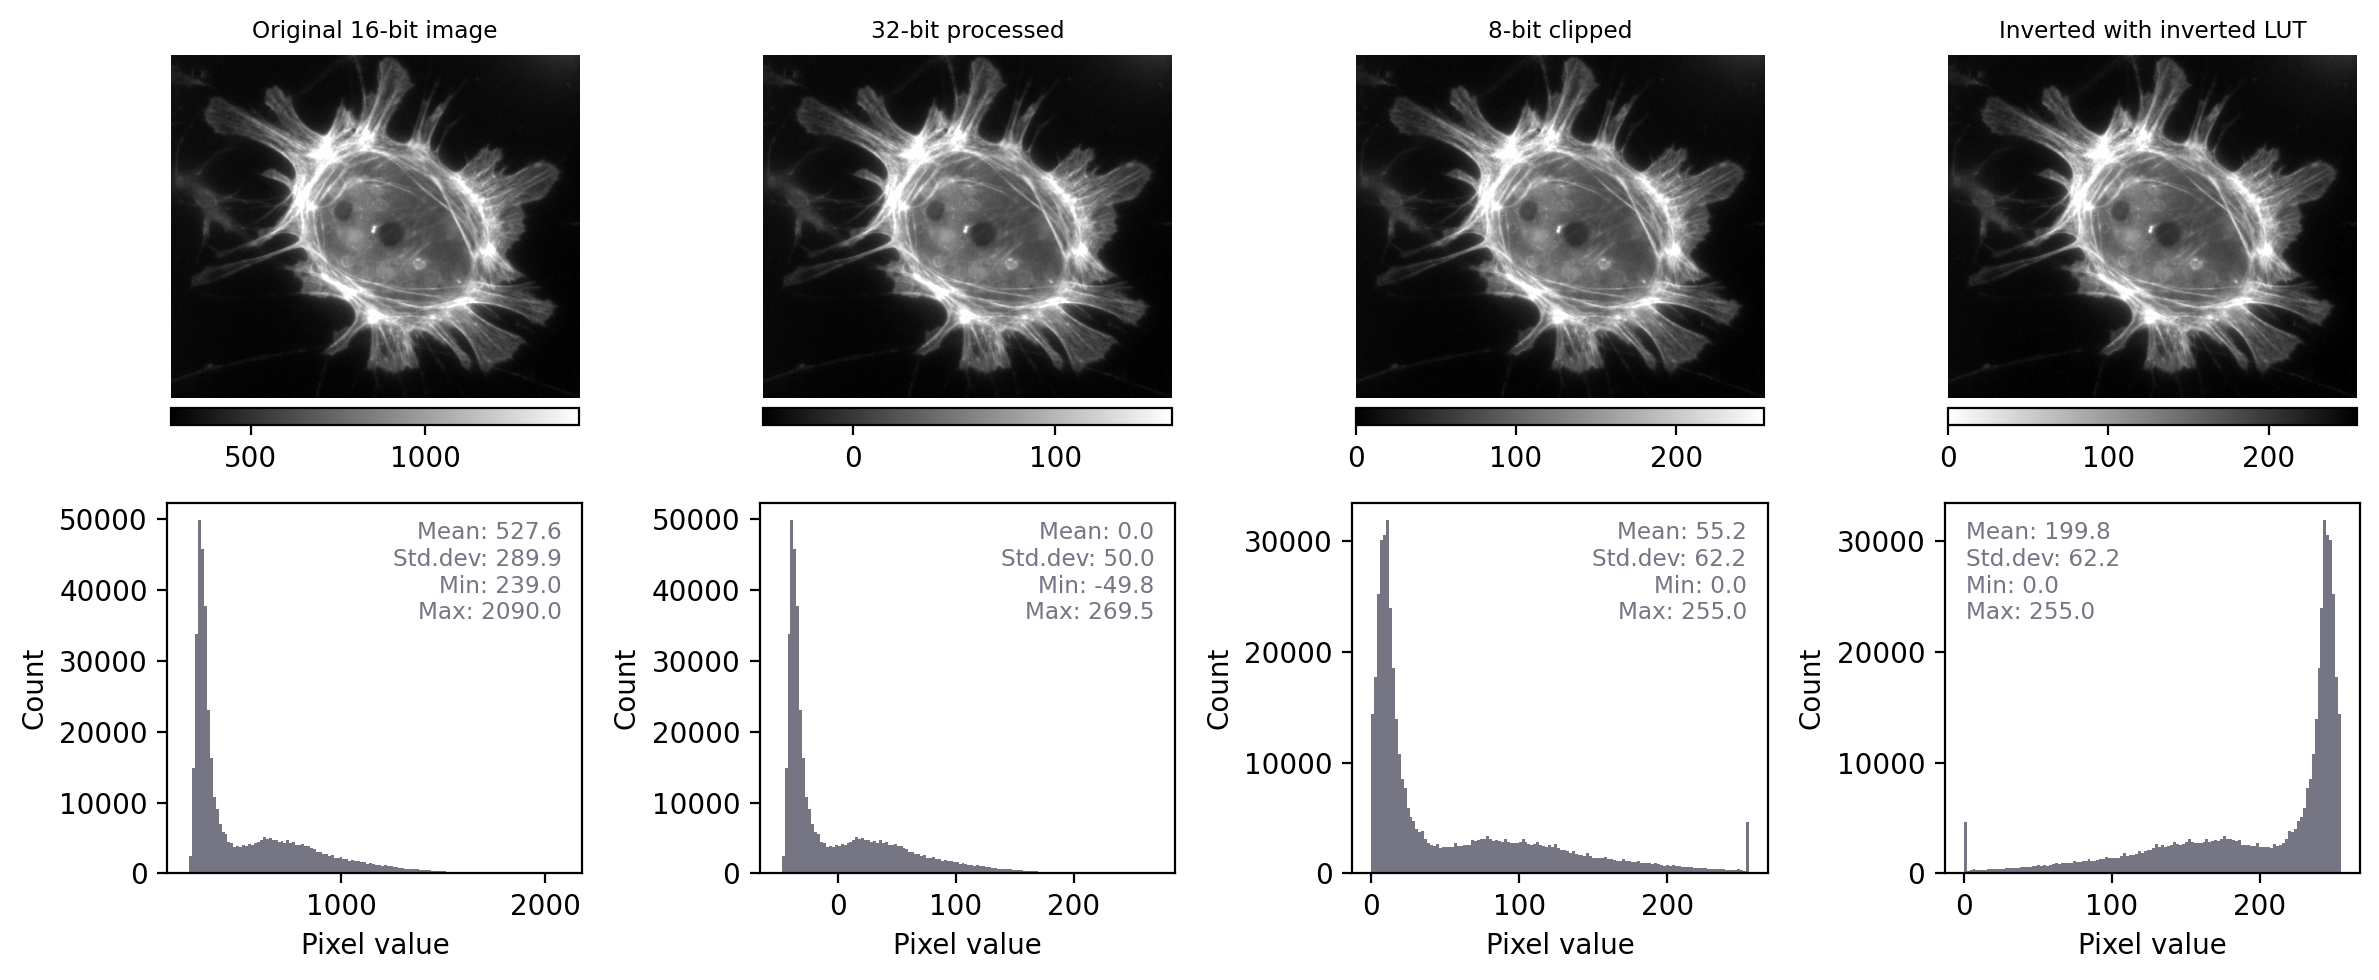 Original 16-bit image
32-bit processed
8-bit clipped
Inverted with inverted LUT
500 1000
0 100
0 100 200
0 100 200
Count
50000
40000
30000
20000
10000
0
Mean: 527.6
Std.dev: 289.9
Min: 239.0
Max: 2090.0
1000 2000
Pixel value
Count
50000
40000
30000
20000
10000
0
Mean: 0.0
Std.dev: 50.0
Min: -49.8
Max: 269.5
0 100 200
Pixel value
Count
30000
20000
10000
0
Mean: 55.2
Std.dev: 62.2
Min: 0.0
Max: 255.0
0 100 200
Pixel value
Count
30000
20000
10000
0
Mean: 199.8
Std.dev: 62.2
Min: 0.0
Max: 255.0
0 100 200
Pixel value